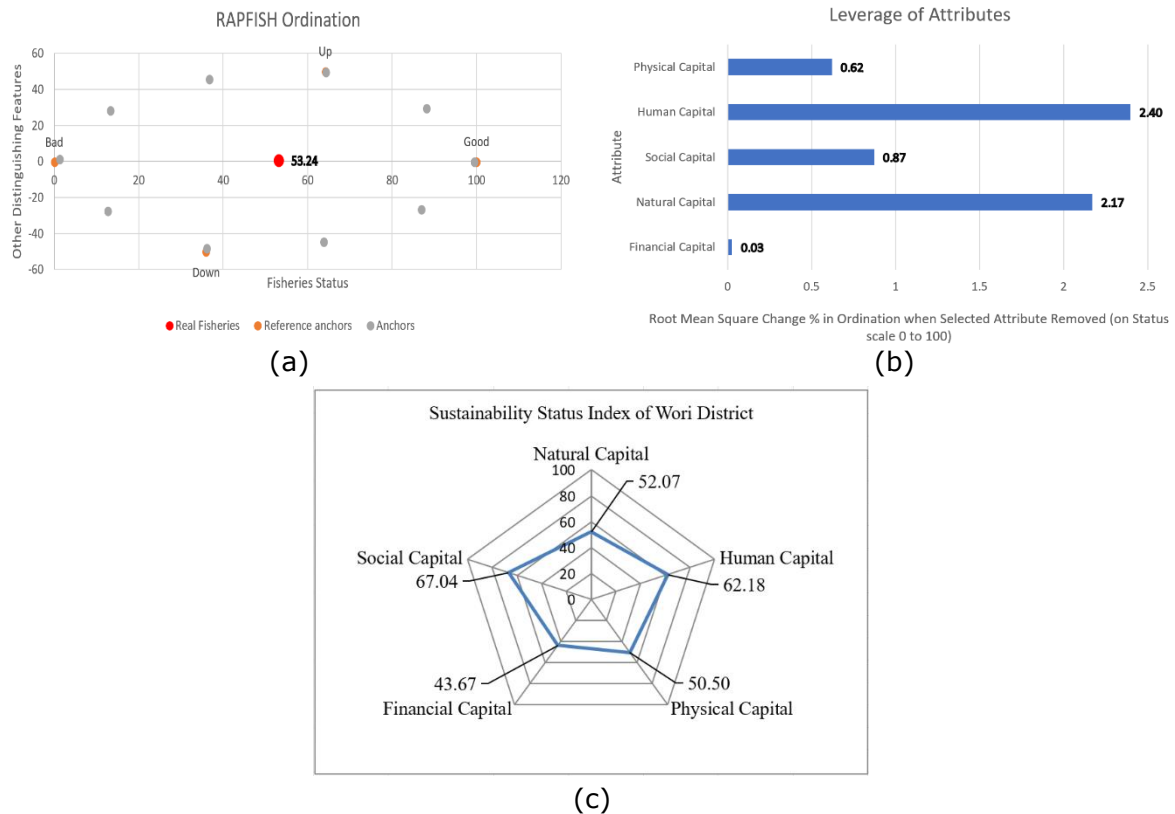 RAPFISH Ordination
Other Distinguishing Features
60
40
20
0
-20
-40
-60
Up
Bad
Good
53.24
0
20
40
60
80
100
120
Down
Fisheries Status
Real Fisheries
Reference anchors
Anchors
(a)
Leverage of Attributes
Attribute
Physical Capital
0.62
Human Capital
2.40
Social Capital
0.87
Natural Capital
2.17
Financial Capital
0.03
0
0.5
1
1.5
2
2.5
Root Mean Square Change % in Ordination when Selected Attribute Removed (on Status
scale 0 to 100)
(b)
Sustainability Status Index of Wori District
Natural Capital
52.07
100
80
60
40
20
0
Social Capital
67.04
Human Capital
62.18
43.67
Financial Capital
50.50
Physical Capital
(c)